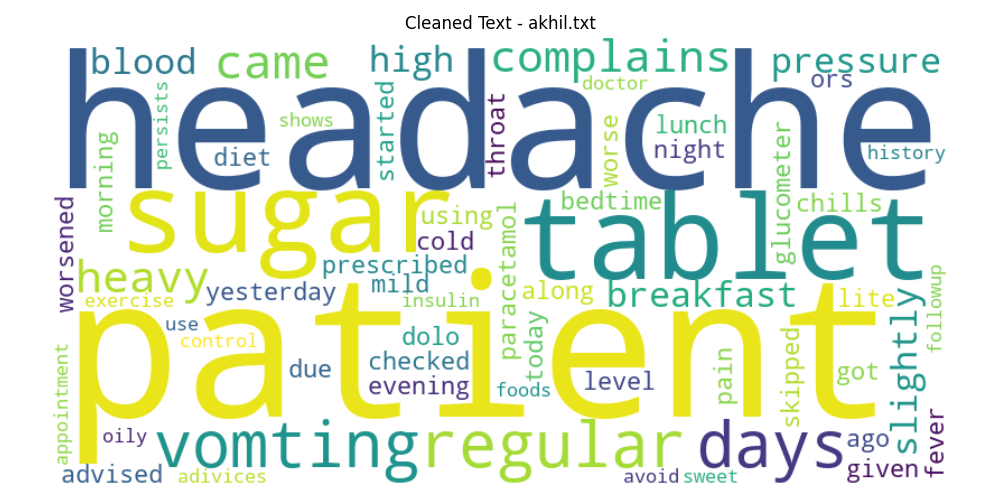 Cleaned Text - akhil.txt
blood came high complains pressure
headache
doctor ors
persists shows started throat worse lunch
morning diet night glucometer history
sugar tablet
worsened using bedtime chills
cold paracetamol
heavy prescribed mild
exercise yesterday insulin along breakfast lite slightly followup
patient
use control dolo today
due checked pain skipped got
evening foods level
appointment oily vomting regular days ago fever
advised adivices avoid sweet given